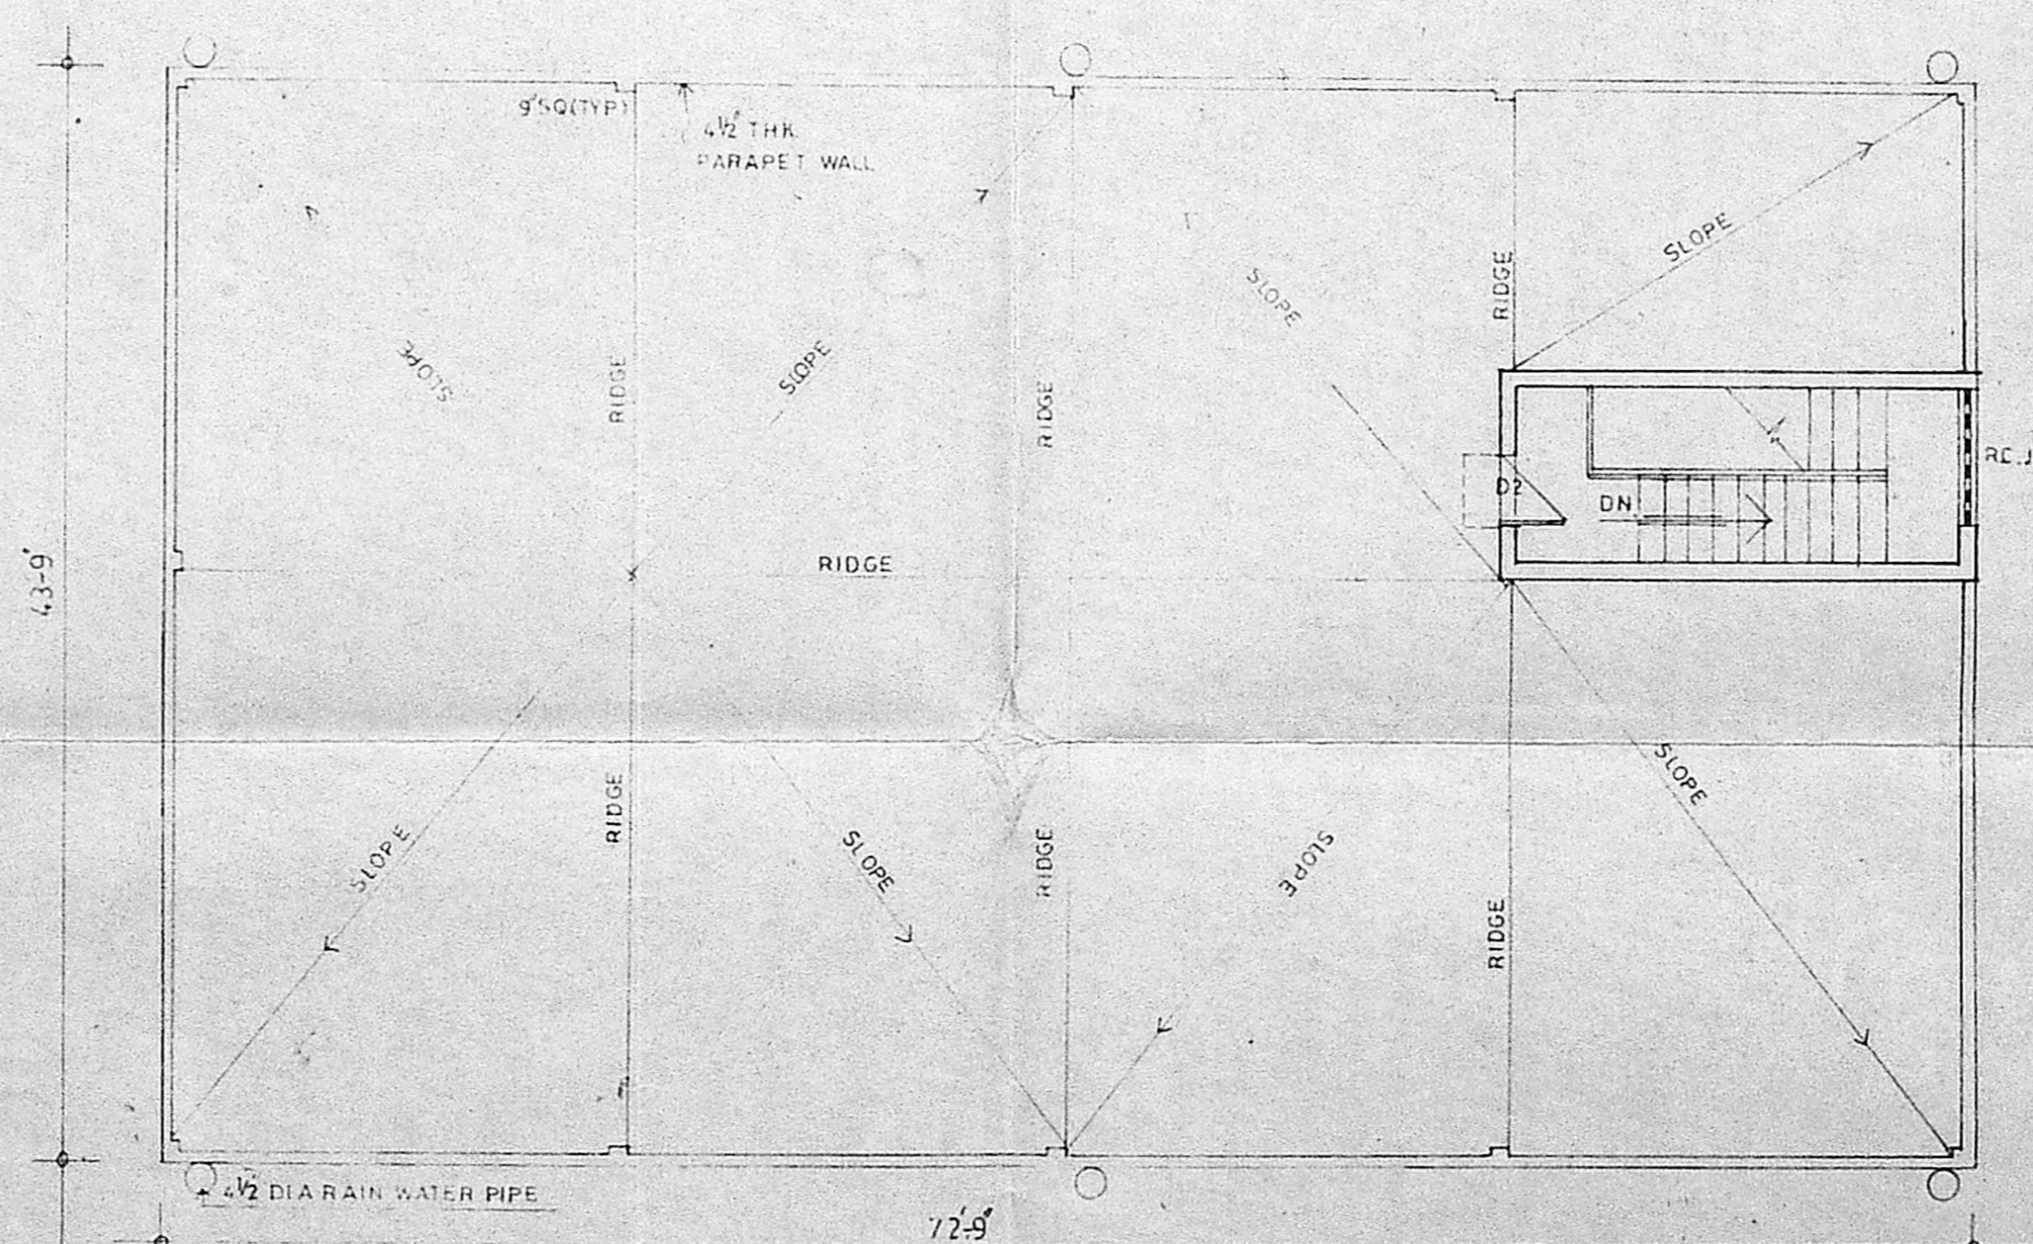 9"SQ(TYP)
4½" THK
PARAPET WALL
SLOPE
RIDGE
SLOPE
SLOPE
RIDGE
SLOPE
RIDGE
RIDGE
D2
DN.
43'-9"
RIDGE
SLOPE
RIDGE
SLOPE
SLOPE
RIDGE
SLOPE
RIDGE
4½" DIA RAIN WATER PIPE
72'-9"